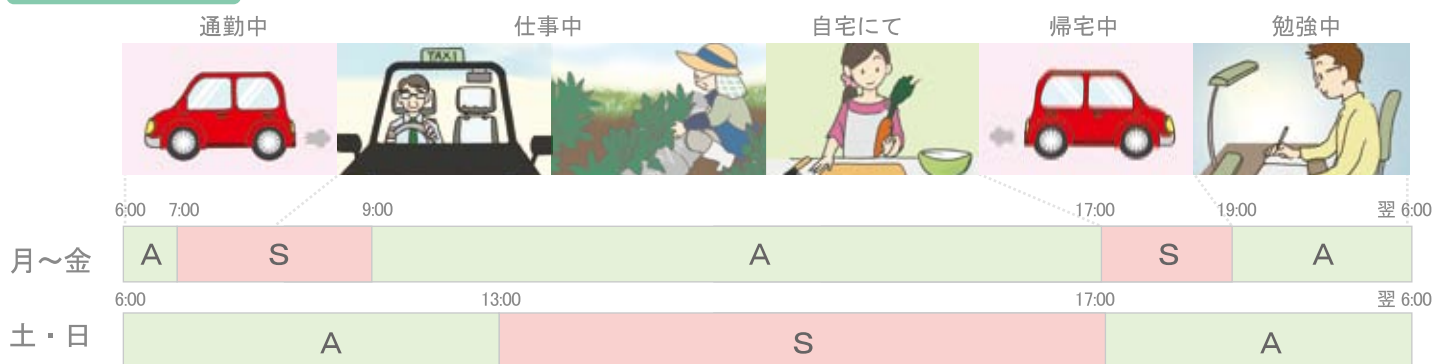 通勤中 仕事中 自宅にて 帰宅中 勉強中
TAXI
6:00 7:00 9:00 17:00 19:00 翌 6:00
月～金 A S A S A
6:00 13:00 17:00 翌 6:00
土・日 A S A